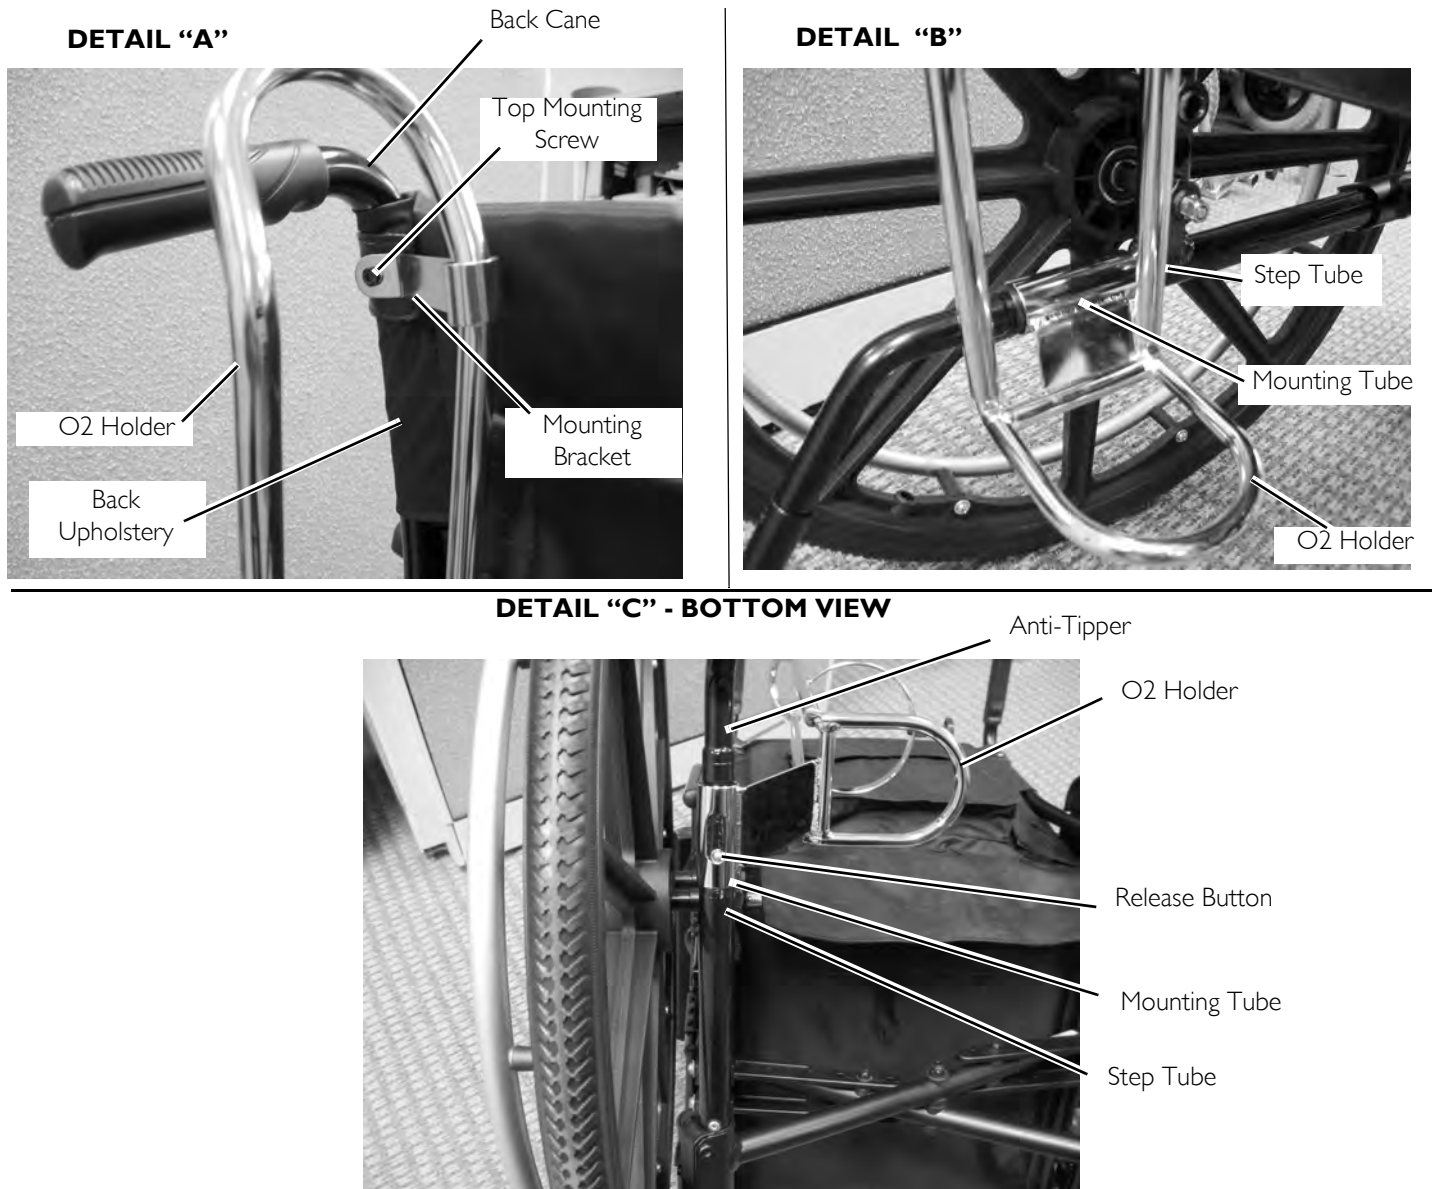 DETAIL “A”
Back Cane
Top Mounting
Screw
O2 Holder
Mounting
Bracket
Back
Upholstery
DETAIL “B”
Step Tube
Mounting Tube
O2 Holder
DETAIL “C” - BOTTOM VIEW
Anti-Tipper
O2 Holder
Release Button
Mounting Tube
Step Tube